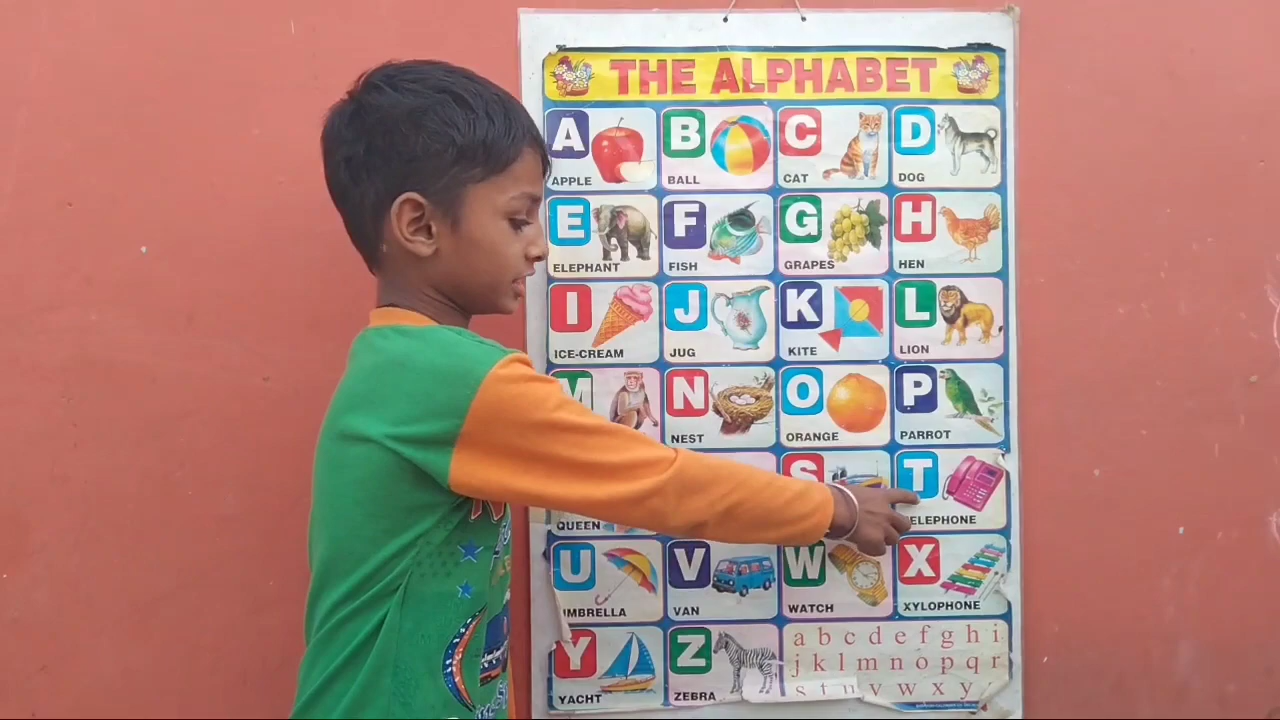 THE ALPHABET
A B C D
APPLE BALL CAT DOG
E F G H
ELEPHANT FISH GRAPES HEN
I J K L
ICE-CREAM JUG KITE LION
M N O P
NEST ORANGE PARROT
S T
QUEEN ELEPHONE
U V W X
UMBRELLA VAN WATCH XYLOPHONE
Y Z
YACHT ZEBRA
a b c d e f g h i
j k l m n o p q r
s t u v w x y